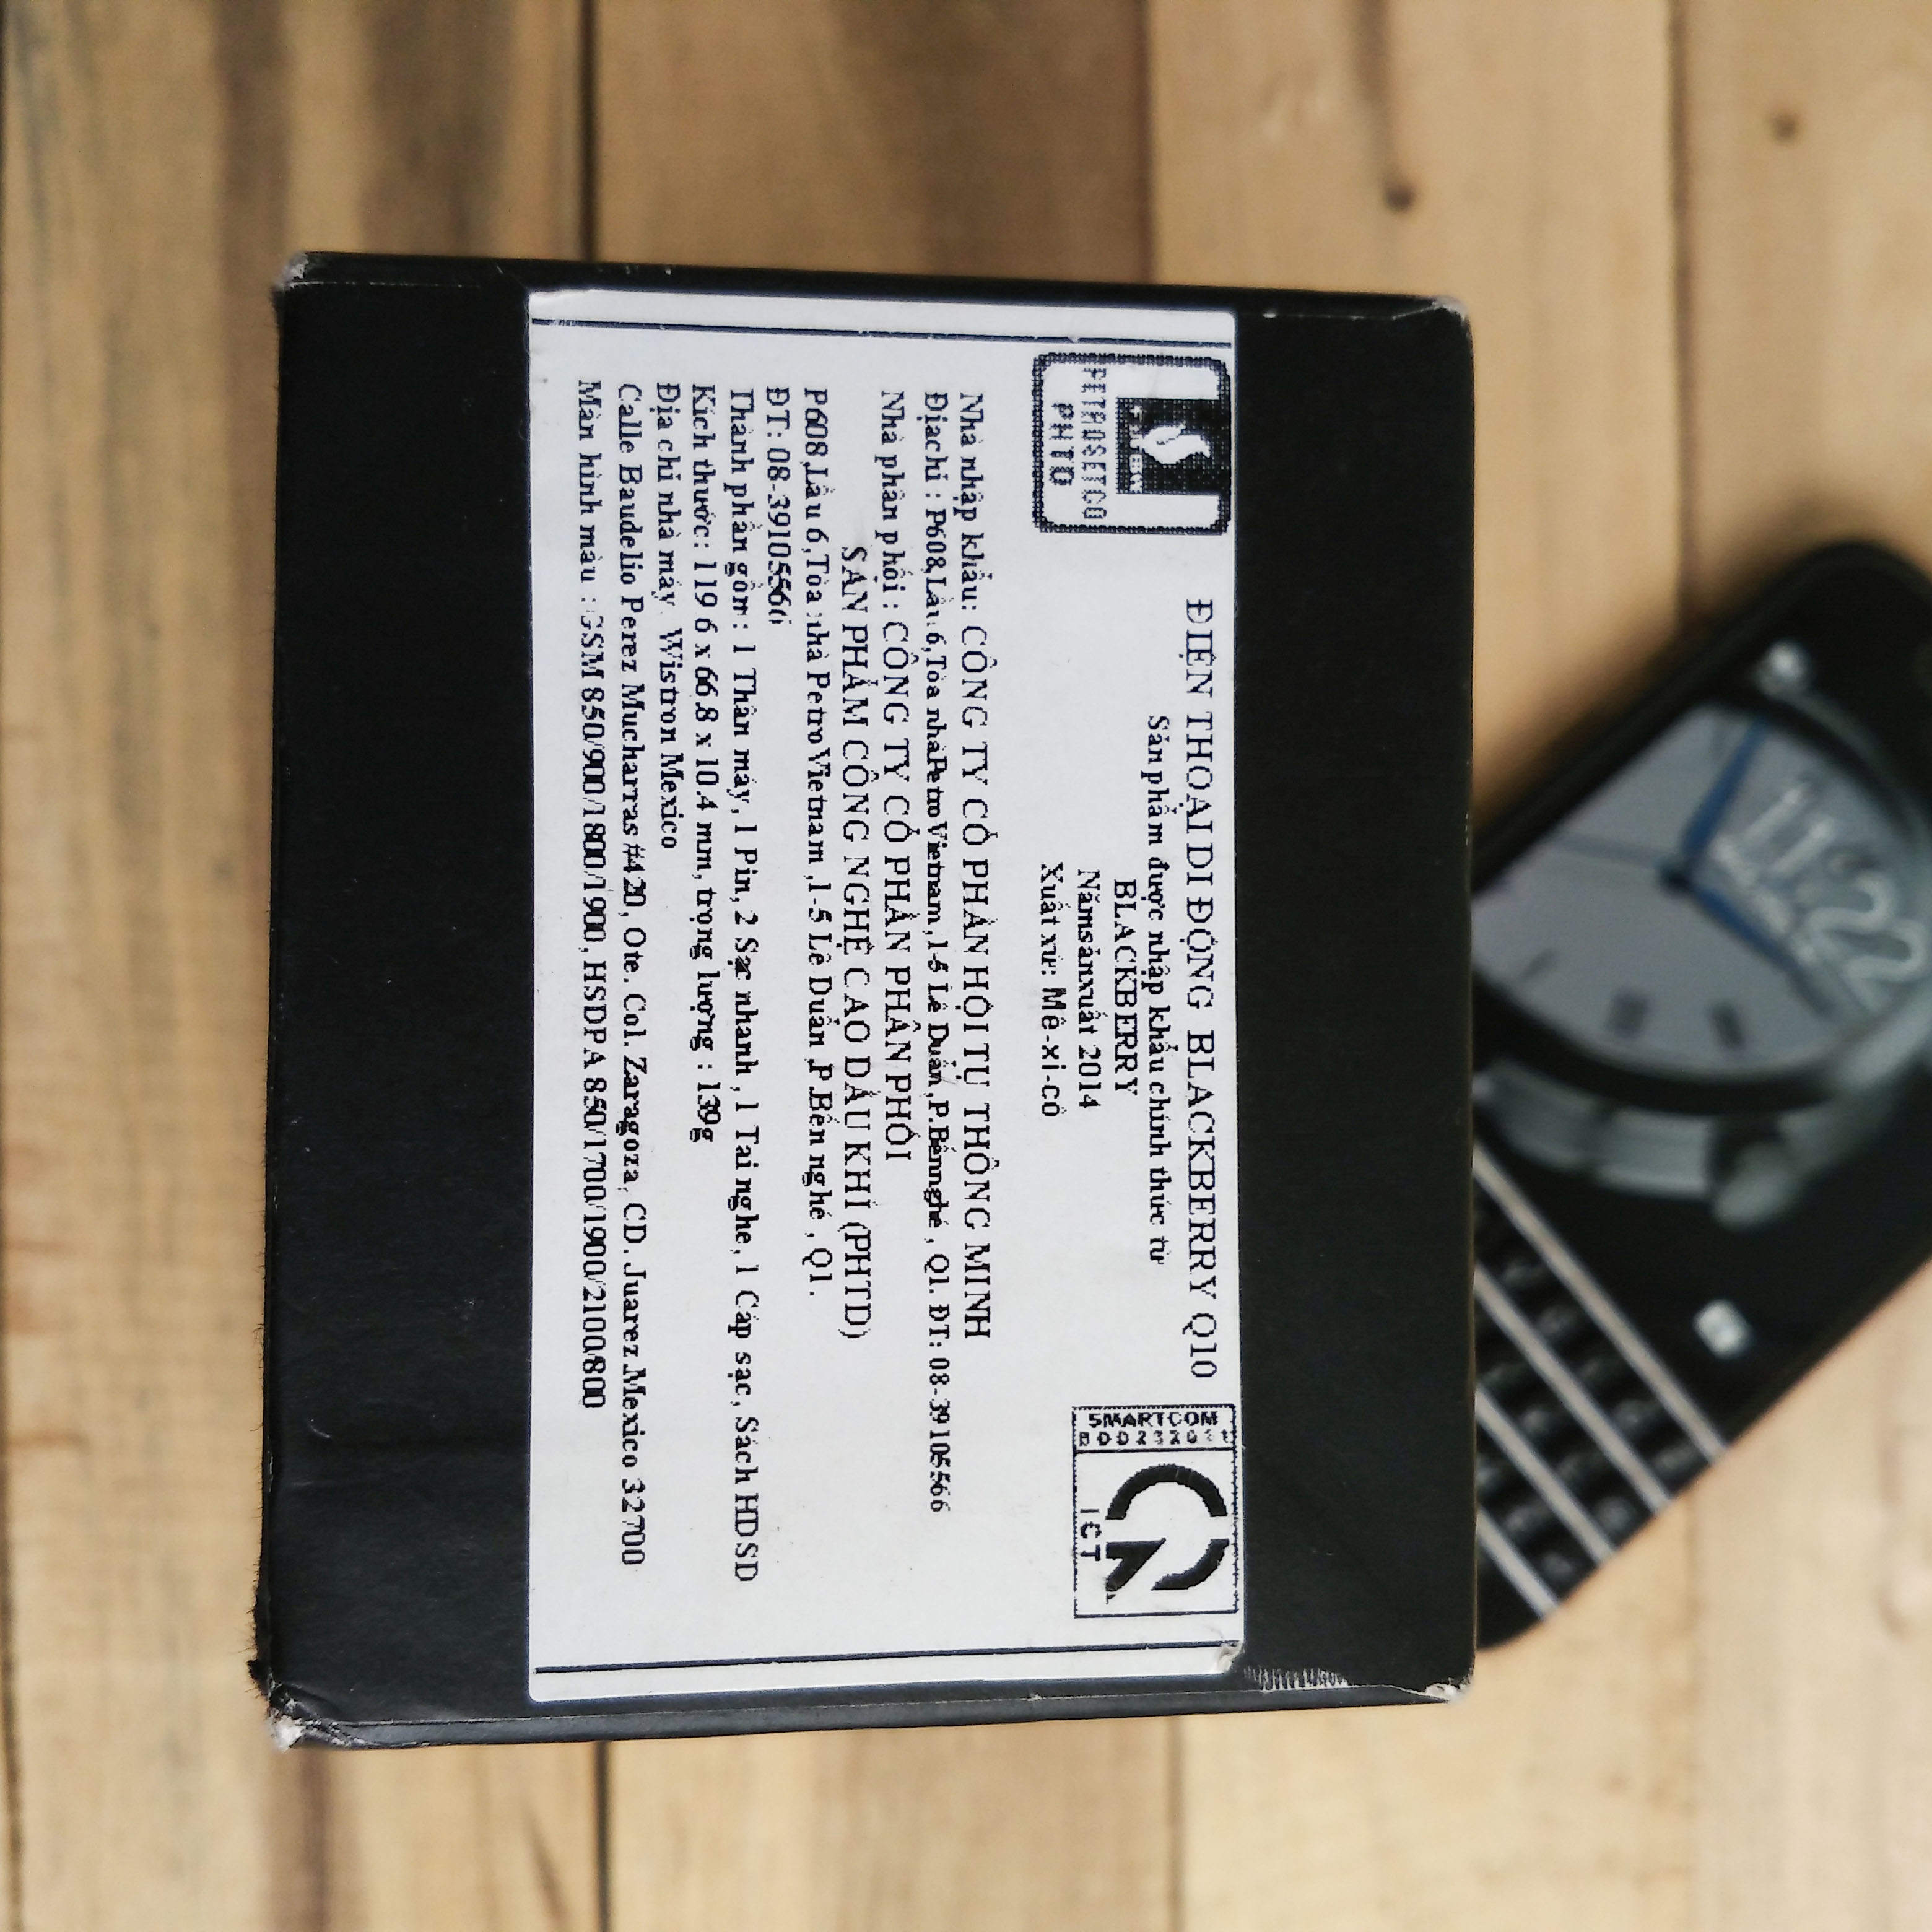 PETROSETCO
PHTD
ĐIỆN THOẠI DI ĐỘNG BLACKBERRY Q10
Sản phẩm được nhập khẩu chính thức từ
BLACKBERRY
Nămsảnxuất 2014
Xuất xứ: Mê-xi-cô
SMARTCOM
ICT
Nhà nhập khẩu: CÔNG TY CỔ PHẦN HỘI TỤ THÔNG MINH
Địachỉ : P608,Lầu 6,Tòa nhàPetroVietnam,1-5 Lê Duẩn ,P.Bếnnghé , Q1. ĐT: 08-39105566
Nhà phân phối : CÔNG TY CỔ PHẦN PHÂN PHỐI
SẢN PHẨM CÔNG NGHỆ CAO DẦU KHÍ (PHTD)
P608,Lầu 6,Tòa nhà PetroVietnam ,1-5 Lê Duẩn ,P.Bến nghé , Q1.
ĐT: 08-39105566
Thành phần gồm : 1 Thân máy, 1 Pin, 2 Sạc nhanh , 1 Tai nghe, 1 Cáp sạc , Sách HDSD
Kích thước: 119 6 x 66.8 x 10.4 mm, trọng lượng : 139g
Địa chỉ nhà máy Wistron Mexico
Calle Baudelio Perez Mucharras #420, Ote. Col. Zaragoza, CD. Juarez.Mexico 32700
Màn hình màu : GSM 850/900/1800/1900, HSDPA 850/1700/1900/2100/800
11:22